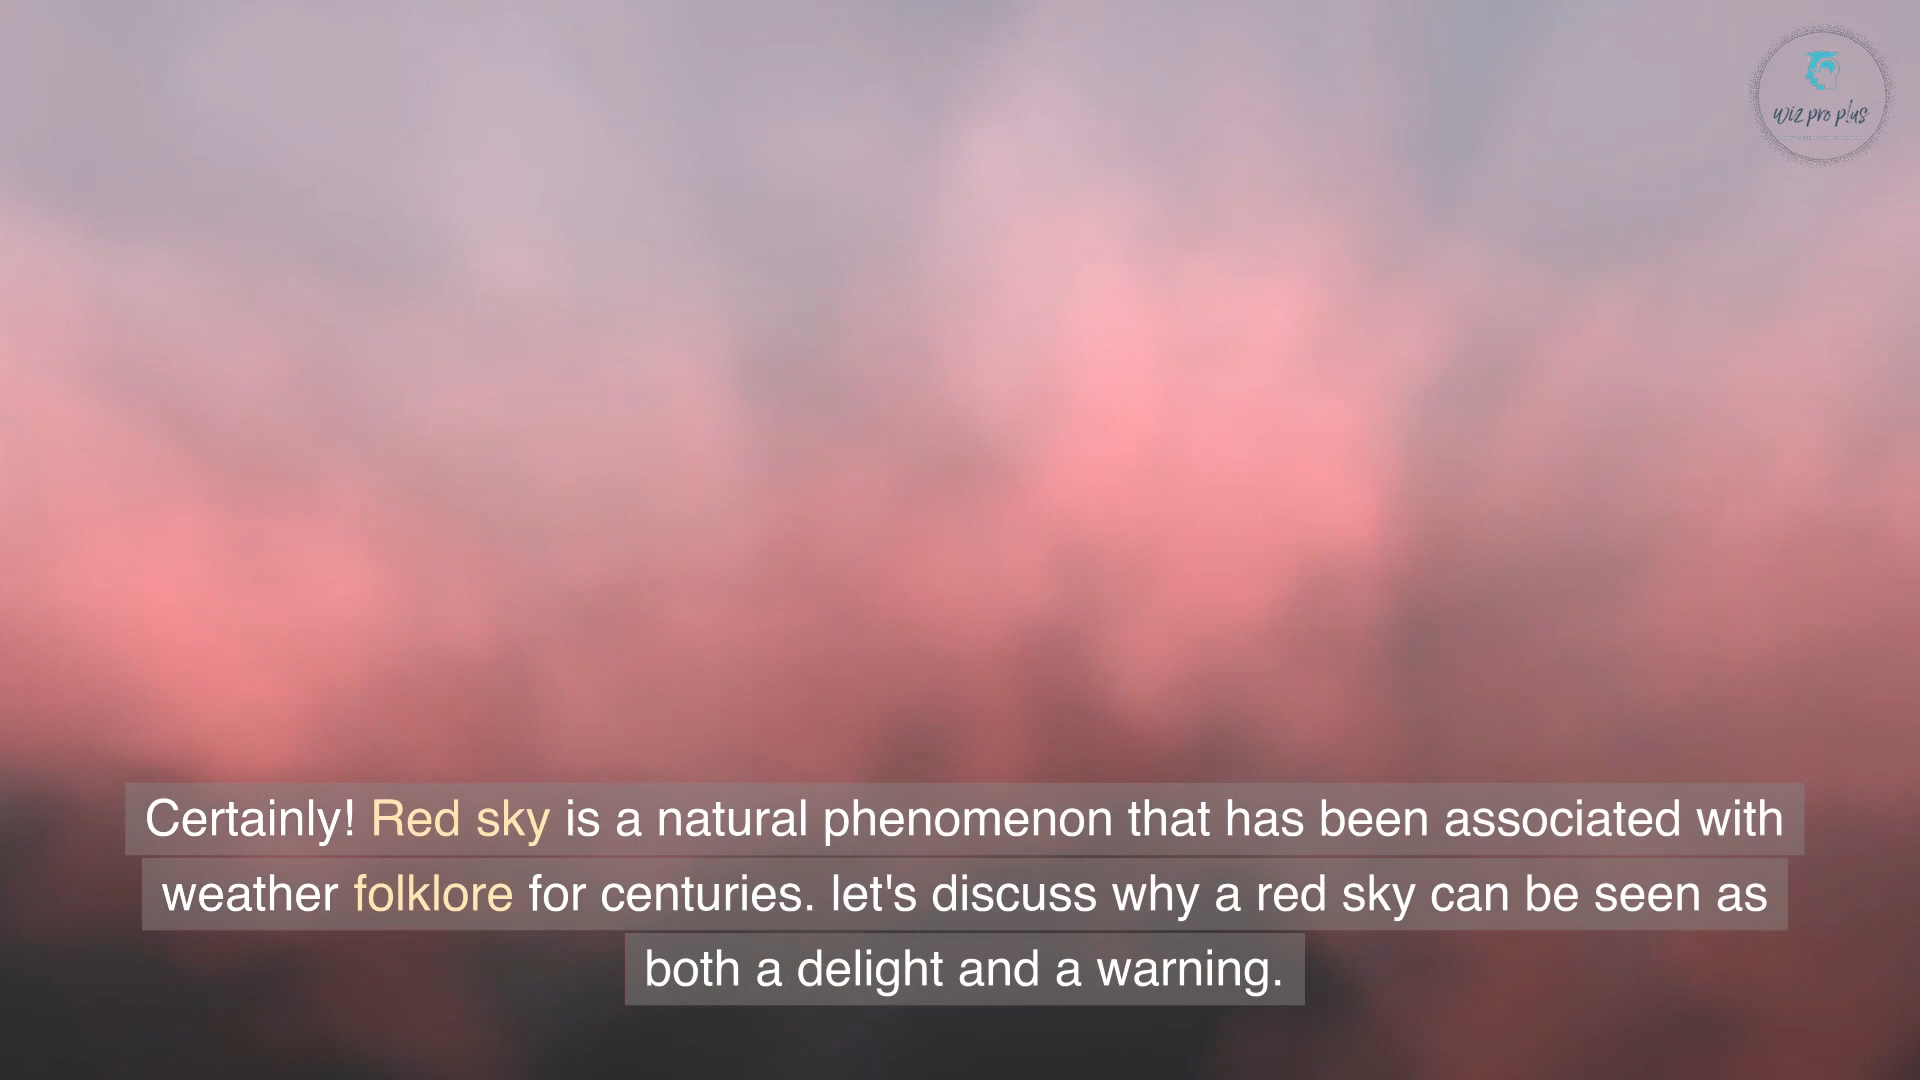 wiz pro plus
Certainly! Red sky is a natural phenomenon that has been associated with
weather folklore for centuries. let's discuss why a red sky can be seen as
both a delight and a warning.